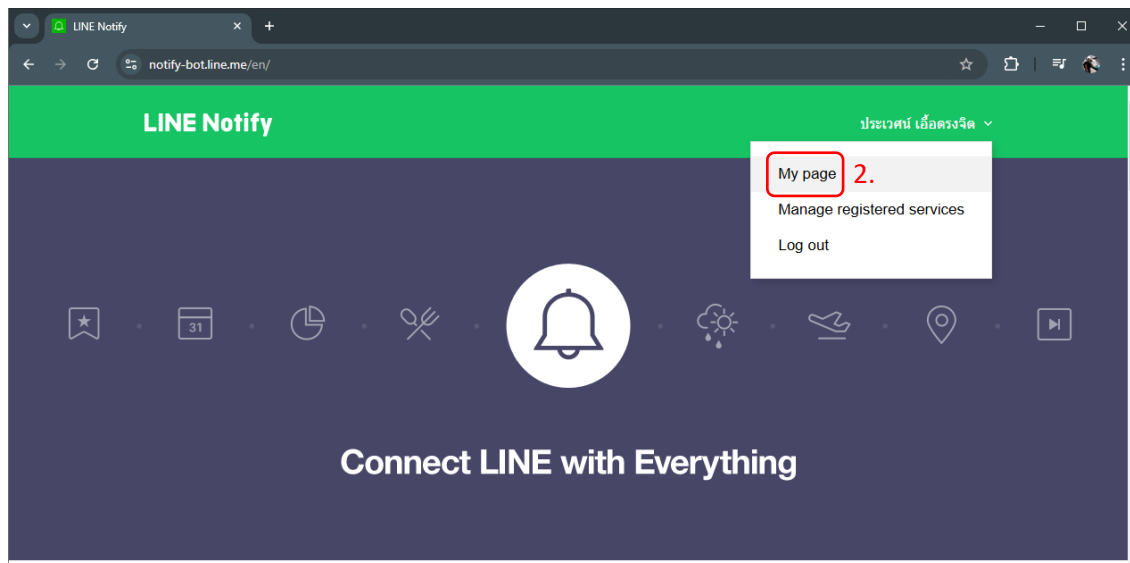 LINE Notify
notify-bot.line.me/en/
LINE Notify
ประเวศน์ เอื้อตรงจิต
My page 2.
Manage registered services
Log out
31
Connect LINE with Everything